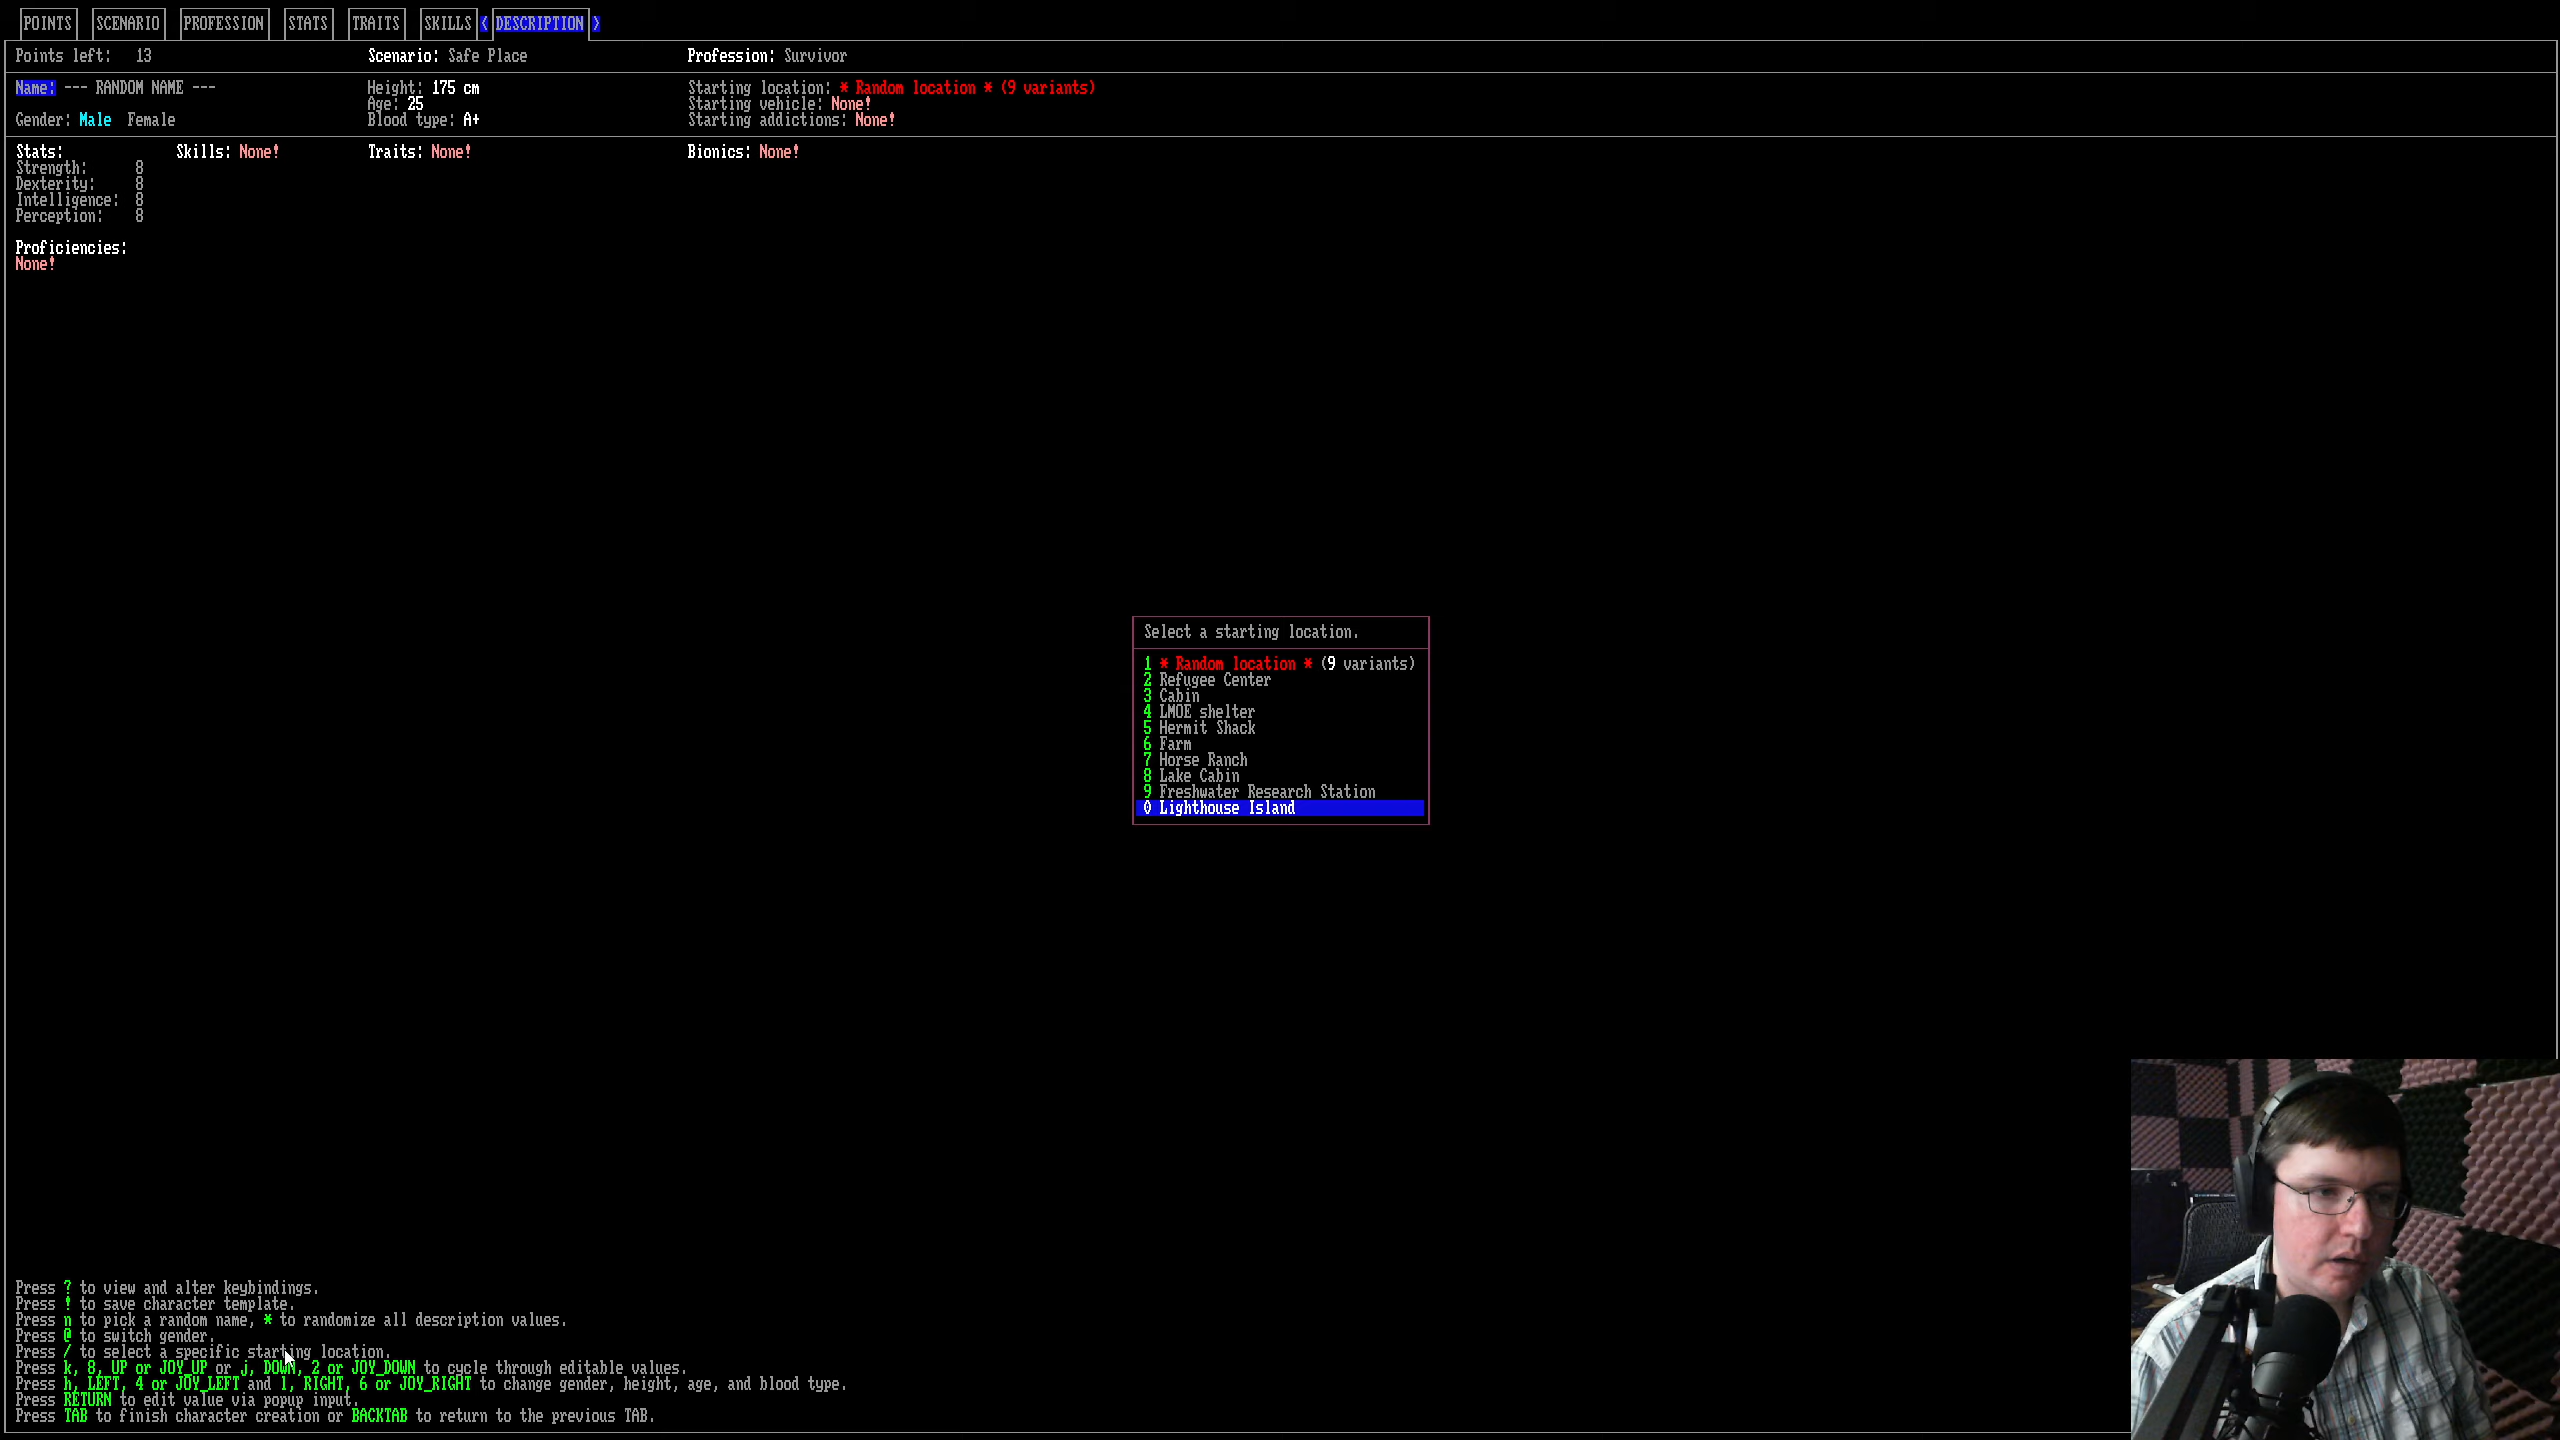 POINTS SCENARIO PROFESSION STATS TRAITS SKILLS < DESCRIPTION >
Points left: 13 Scenario: Safe Place Profession: Survivor
Name: --- RANDOM NAME --- Height: 175 cm Starting location: * Random location * (9 variants)
Age: 25 Starting vehicle: None!
Gender: Male Female Blood type: A+ Starting addictions: None!
Stats: Skills: None! Traits: None! Bionics: None!
Strength: 8
Dexterity: 8
Intelligence: 8
Perception: 8
Proficiencies:
None!
Select a starting location.
1 * Random location * (9 variants)
2 Refugee Center
3 Cabin
4 LMOE shelter
5 Hermit Shack
6 Farm
7 Horse Ranch
8 Lake Cabin
9 Freshwater Research Station
0 Lighthouse Island
Press ? to view and alter keybindings.
Press ! to save character template.
Press n to pick a random name, * to randomize all description values.
Press @ to switch gender.
Press / to select a specific starting location.
Press k, 8, UP or JOY_UP or j, DOWN, 2 or JOY_DOWN to cycle through editable values.
Press h, LEFT, 4 or JOY_LEFT and l, RIGHT, 6 or JOY_RIGHT to change gender, height, age, and blood type.
Press RETURN to edit value via popup input.
Press TAB to finish character creation or BACKTAB to return to the previous TAB.